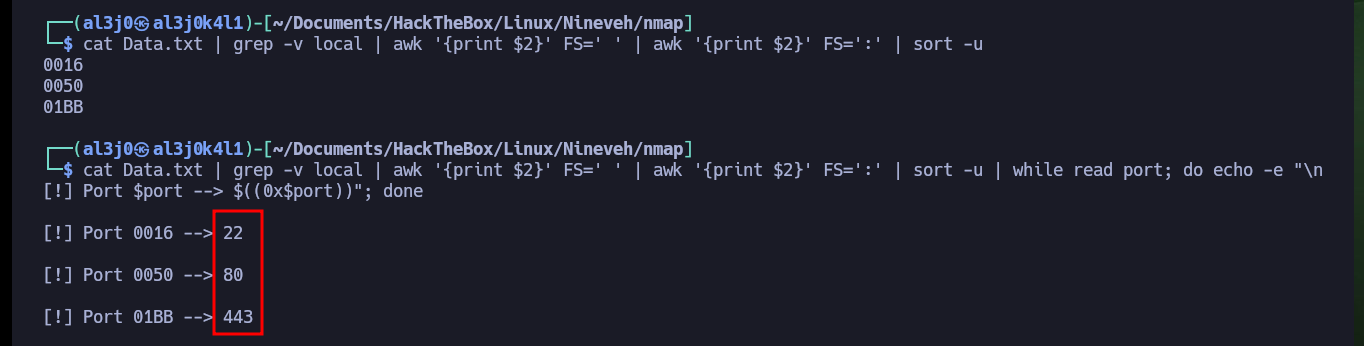 ┌──(al3j0㉿al3j0k4l1)-[~/Documents/HackTheBox/Linux/Nineveh/nmap]
└─$ cat Data.txt | grep -v local | awk '{print $2}' FS=' ' | awk '{print $2}' FS=':' | sort -u
0016
0050
01BB
┌──(al3j0㉿al3j0k4l1)-[~/Documents/HackTheBox/Linux/Nineveh/nmap]
└─$ cat Data.txt | grep -v local | awk '{print $2}' FS=' ' | awk '{print $2}' FS=':' | sort -u | while read port; do echo -e "\n
[!] Port $port --> $((0x$port))"; done
[!] Port 0016 --> 22
[!] Port 0050 --> 80
[!] Port 01BB --> 443